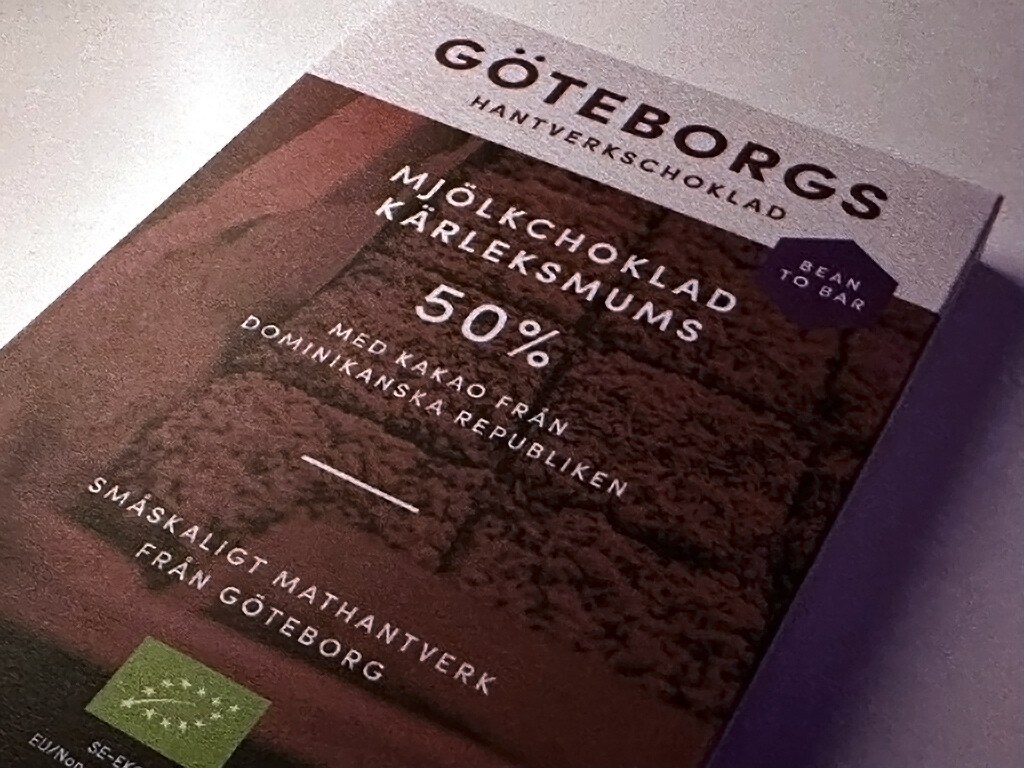 GÖTEBORGS
HANTVERKSCHOKLAD
BEAN
TO BAR
MJÖLKCHOKLAD
KÄRLEKSMUMS
50%
MED KAKAO FRÅN
DOMINIKANSKA REPUBLIKEN
SMÅSKALIGT MATHANTVERK
FRÅN GÖTEBORG